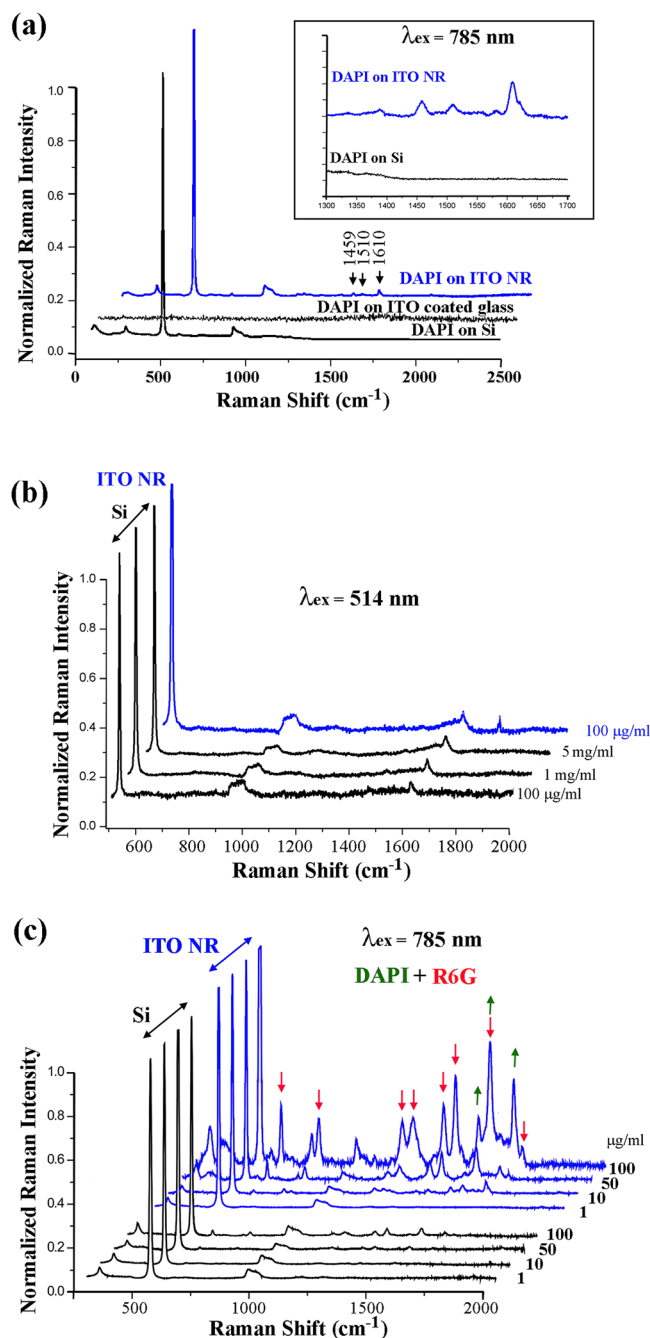 (a)
λex = 785 nm
DAPI on ITO NR
DAPI on Si
1300 1350 1400 1450 1500 1550 1600 1650 1700
1.0
0.8
0.6
0.4
0.2
0.0
Normalized Raman Intensity
1459
1510
1610
DAPI on ITO NR
DAPI on ITO coated glass
DAPI on Si
0 500 1000 1500 2000 2500
Raman Shift (cm-1)
(b)
ITO NR
Si
λex = 514 nm
1.0
0.8
0.6
0.4
0.2
0.0
Normalized Raman Intensity
100 μg/ml
5 mg/ml
1 mg/ml
100 μg/ml
600 800 1000 1200 1400 1600 1800 2000
Raman Shift (cm-1)
(c)
ITO NR
Si
λex = 785 nm
DAPI + R6G
1.0
0.8
0.6
0.4
0.2
0.0
Normalized Raman Intensity
μg/ml
100
50
10
1
100
50
10
1
500 1000 1500 2000
Raman Shift (cm-1)